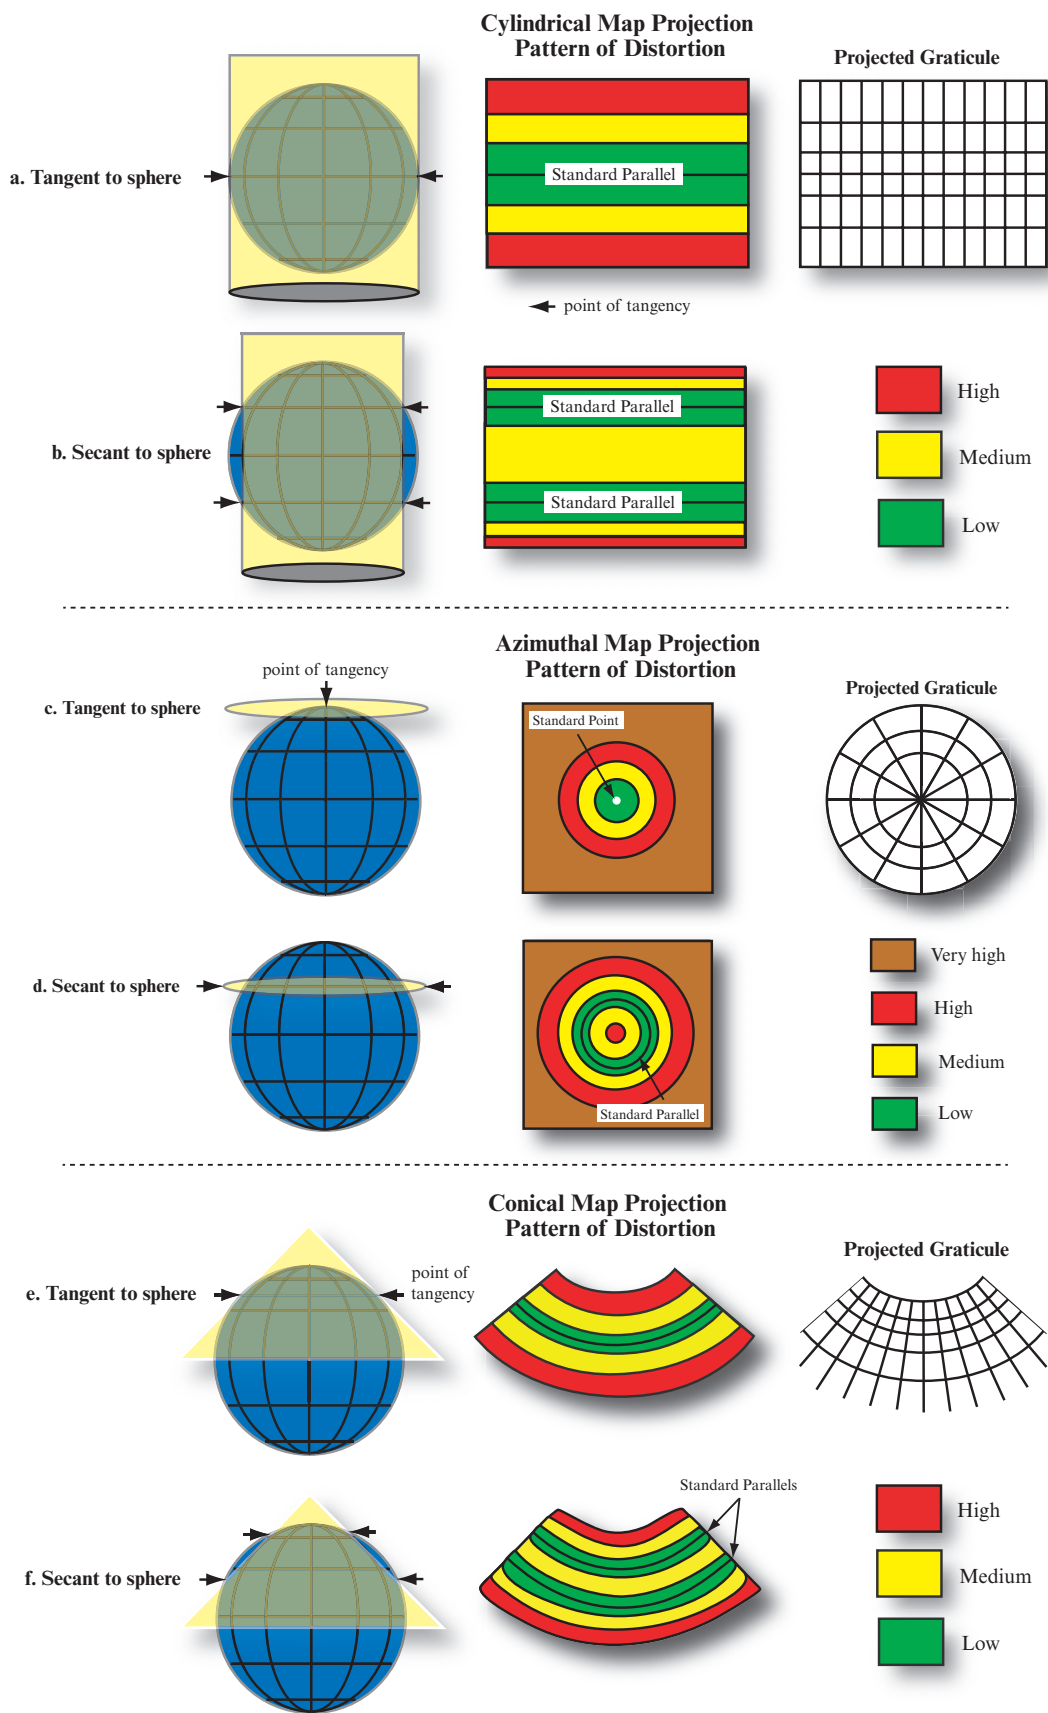 Cylindrical Map Projection
Pattern of Distortion
Projected Graticule
a. Tangent to sphere
Standard Parallel
point of tangency
b. Secant to sphere
Standard Parallel
Standard Parallel
High
Medium
Low
Azimuthal Map Projection
Pattern of Distortion
point of tangency
c. Tangent to sphere
Standard Point
Projected Graticule
d. Secant to sphere
Standard Parallel
Very high
High
Medium
Low
Conical Map Projection
Pattern of Distortion
Projected Graticule
e. Tangent to sphere
point of
tangency
Standard Parallels
f. Secant to sphere
High
Medium
Low